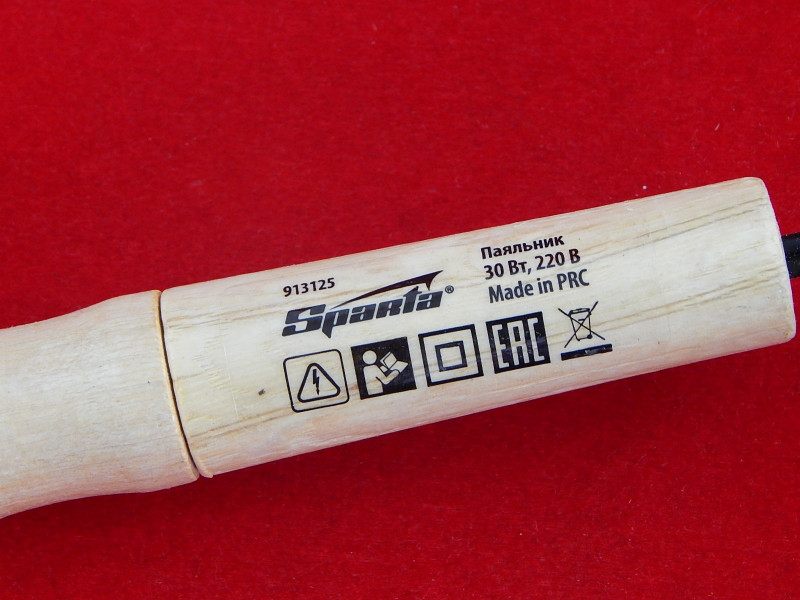 913125
Sparta®
Паяльник
30 Вт, 220 В
Made in PRC
EAC